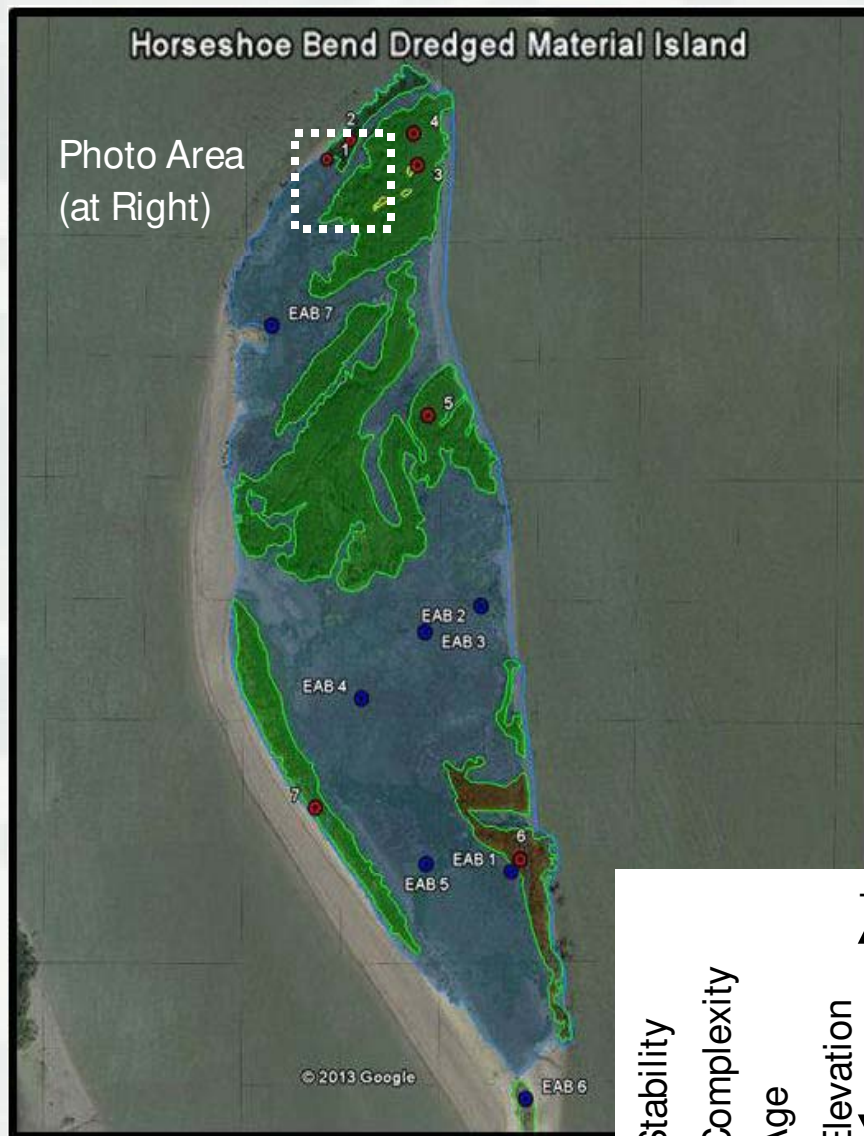 Horseshoe Bend Dredged Material Island
Photo Area
(at Right)
2
1
4
3
EAB 7
5
EAB 2
EAB 3
EAB 4
7
6
EAB 1
EAB 5
© 2013 Google
EAB 6
Stability
Complexity
Age
Elevation